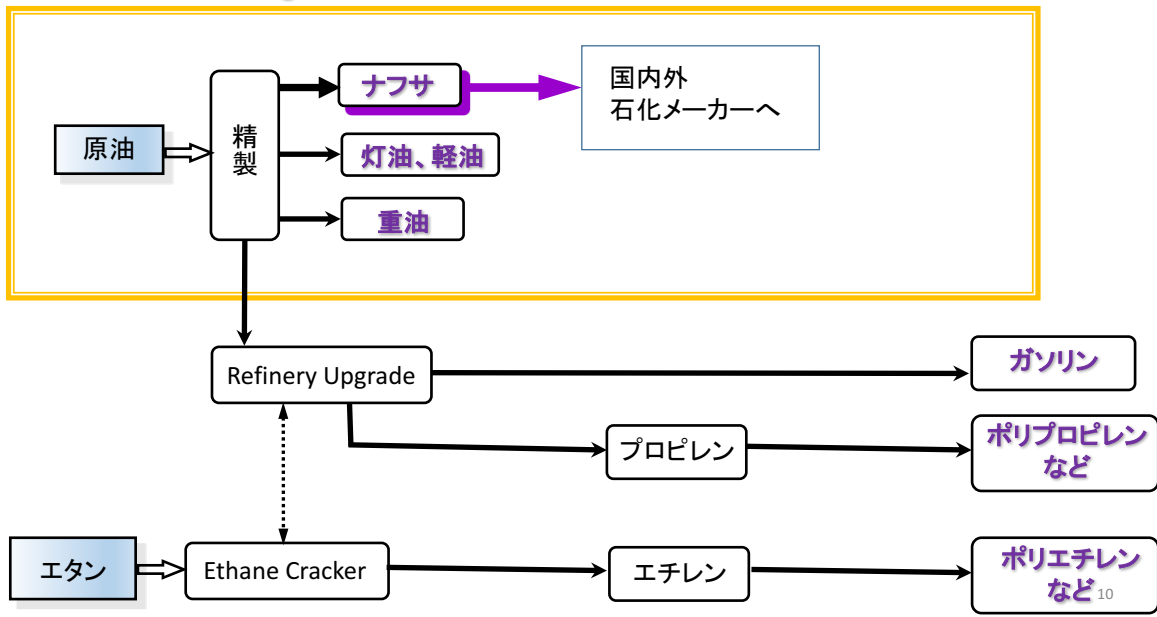 ナフサ
国内外
石化メーカーへ
原油
精
製
灯油、軽油
重油
Refinery Upgrade
ガソリン
プロピレン
ポリプロピレン
など
エタン
Ethane Cracker
エチレン
ポリエチレン
など
10